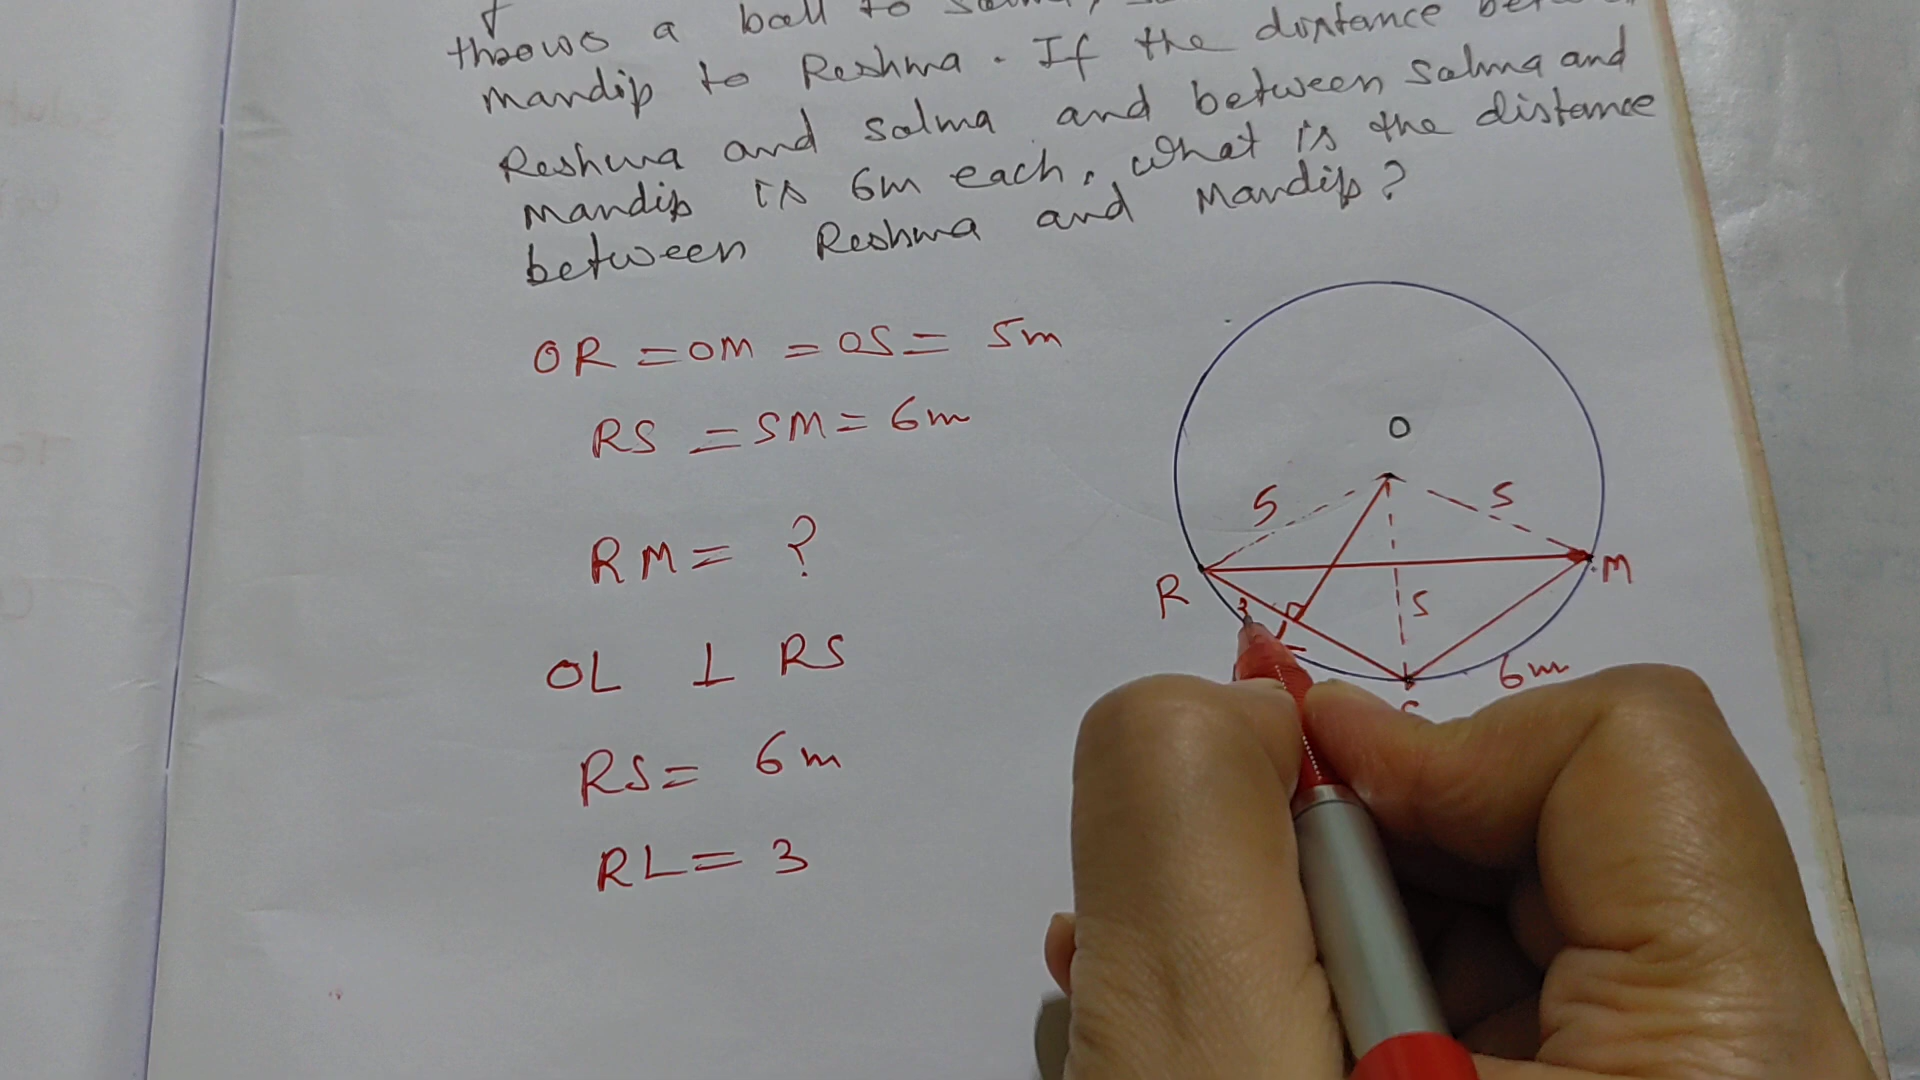 throws a ball to
Mandip to Reshma. If the distance
Reshma and Salma and between Salma and
Mandip is 6m each, what is the distance
between Reshma and Mandip?
OR = OM = OS = 5m
RS = SM = 6m
RM = ?
OL ⊥ RS
RS = 6m
RL = 3
O
5
5
R
M
3
5
6m